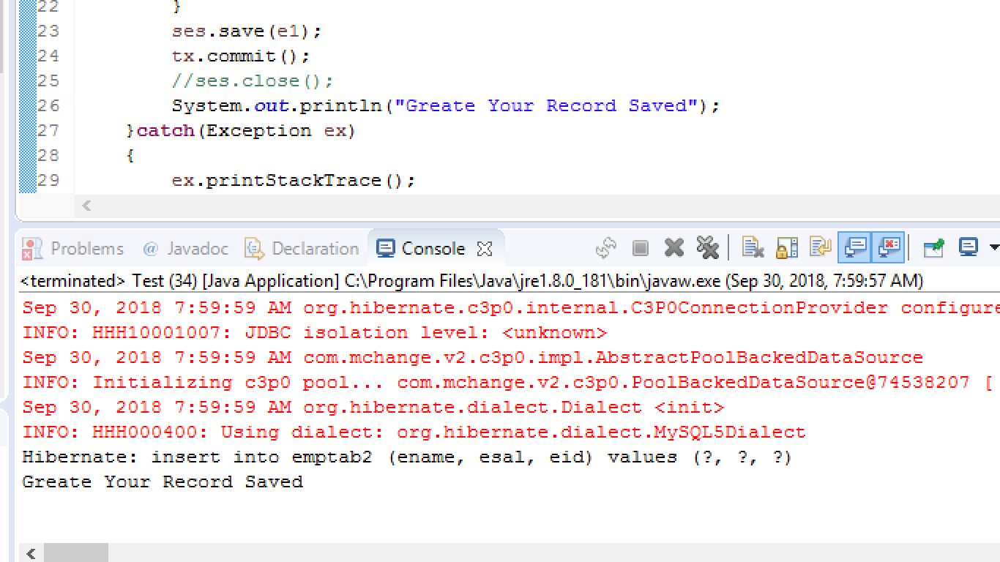 22 }
23 ses.save(e1);
24 tx.commit();
25 //ses.close();
26 System.out.println("Greate Your Record Saved");
27 }catch(Exception ex)
28 {
29 ex.printStackTrace();
Problems @ Javadoc Declaration Console
<terminated> Test (34) [Java Application] C:\Program Files\Java\jre1.8.0_181\bin\javaw.exe (Sep 30, 2018, 7:59:57 AM)
Sep 30, 2018 7:59:59 AM org.hibernate.c3p0.internal.C3P0ConnectionProvider configure
INFO: HHH10001007: JDBC isolation level: <unknown>
Sep 30, 2018 7:59:59 AM com.mchange.v2.c3p0.impl.AbstractPoolBackedDataSource
INFO: Initializing c3p0 pool... com.mchange.v2.c3p0.PoolBackedDataSource@74538207 [
Sep 30, 2018 7:59:59 AM org.hibernate.dialect.Dialect <init>
INFO: HHH000400: Using dialect: org.hibernate.dialect.MySQL5Dialect
Hibernate: insert into emptab2 (ename, esal, eid) values (?, ?, ?)
Greate Your Record Saved